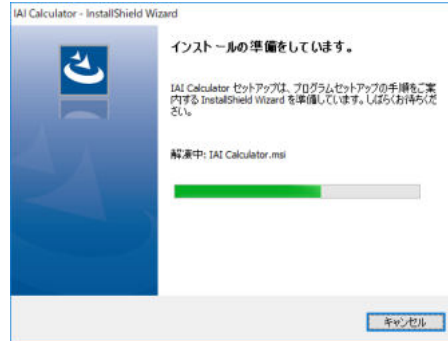 IAI Calculator - InstallShield Wizard
インストールの準備をしています。
IAI Calculator セットアップは、プログラムセットアップの手順をご案
内する InstallShield Wizard を準備しています。しばらくお待ちくだ
さい。
解凍中: IAI Calculator.msi
キャンセル